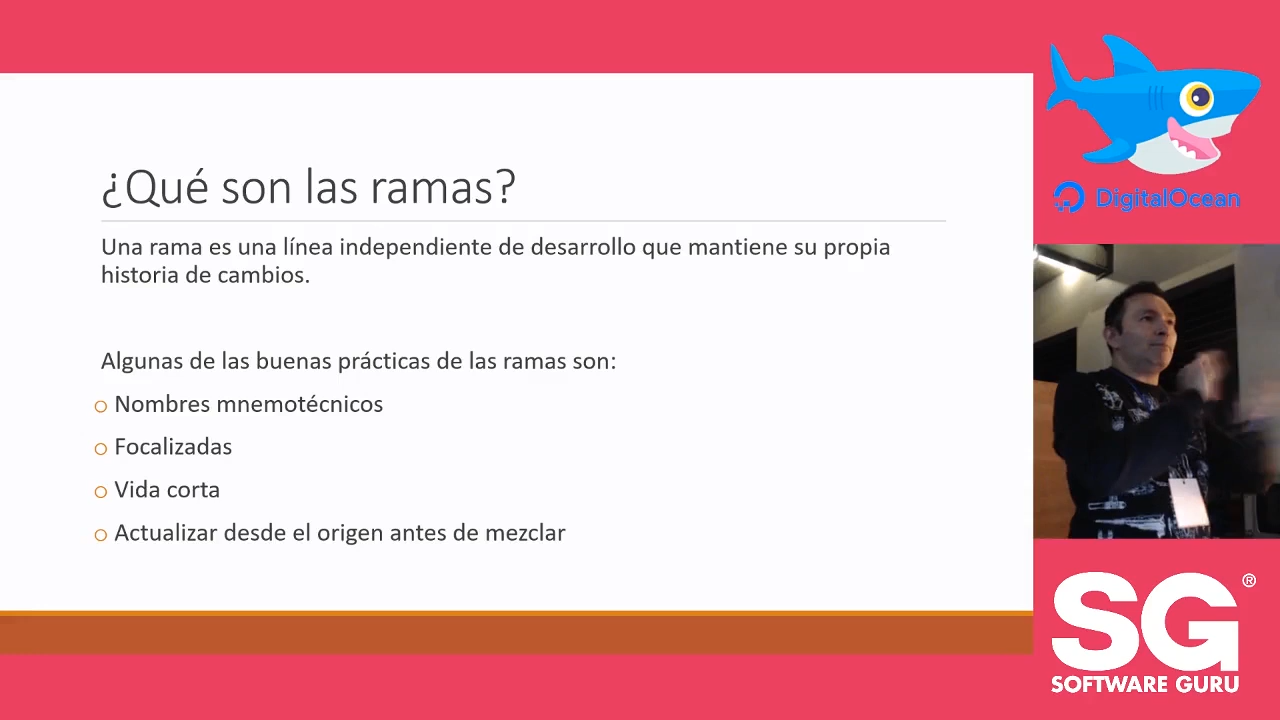 ¿Qué son las ramas?
Una rama es una línea independiente de desarrollo que mantiene su propia
historia de cambios.
Algunas de las buenas prácticas de las ramas son:
Nombres mnemotécnicos
Focalizadas
Vida corta
Actualizar desde el origen antes de mezclar
DigitalOcean
SG®
SOFTWARE GURU